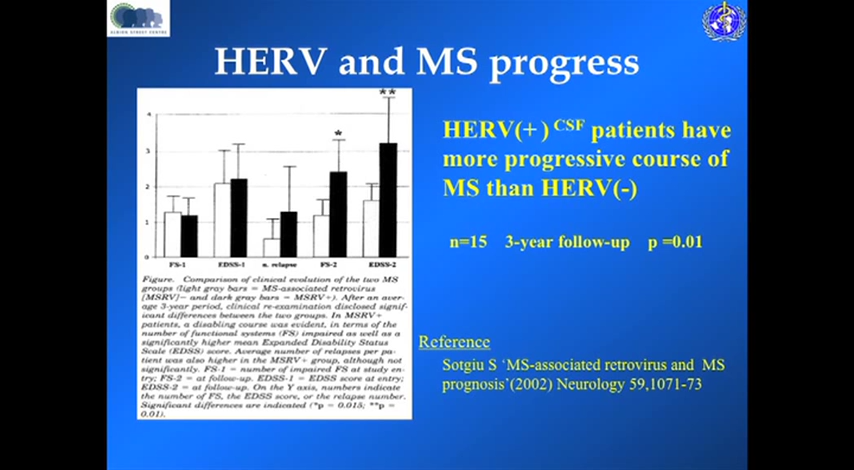 ALBION STREET CENTRE
HERV and MS progress
4
3
2
1
0
*
**
FS-1 EDSS-1 n. relapse FS-2 EDSS-2
Figure. Comparison of clinical evolution of the two MS
groups (light gray bars = MS-associated retrovirus
[MSRV]− and dark gray bars = MSRV+). After an aver-
age 3-year period, clinical re-examination disclosed signif-
icant differences between the two groups. In MSRV+
patients, a disabling course was evident, in terms of the
number of functional systems (FS) impaired as well as a
significantly higher mean Expanded Disability Status
Scale (EDSS) score. Average number of relapses per pa-
tient was also higher in the MSRV+ group, although not
significantly. FS-1 = number of impaired FS at study en-
try; FS-2 = at follow-up. EDSS-1 = EDSS score at entry;
EDSS-2 = at follow-up. On the Y axis, numbers indicate
the number of FS, the EDSS score, or the relapse number.
Significant differences are indicated (*p = 0.015; **p =
0.01).
HERV(+) CSF patients have
more progressive course of
MS than HERV(-)
n=15 3-year follow-up p =0.01
Reference
Sotgiu S ‘MS-associated retrovirus and MS
prognosis’(2002) Neurology 59,1071-73